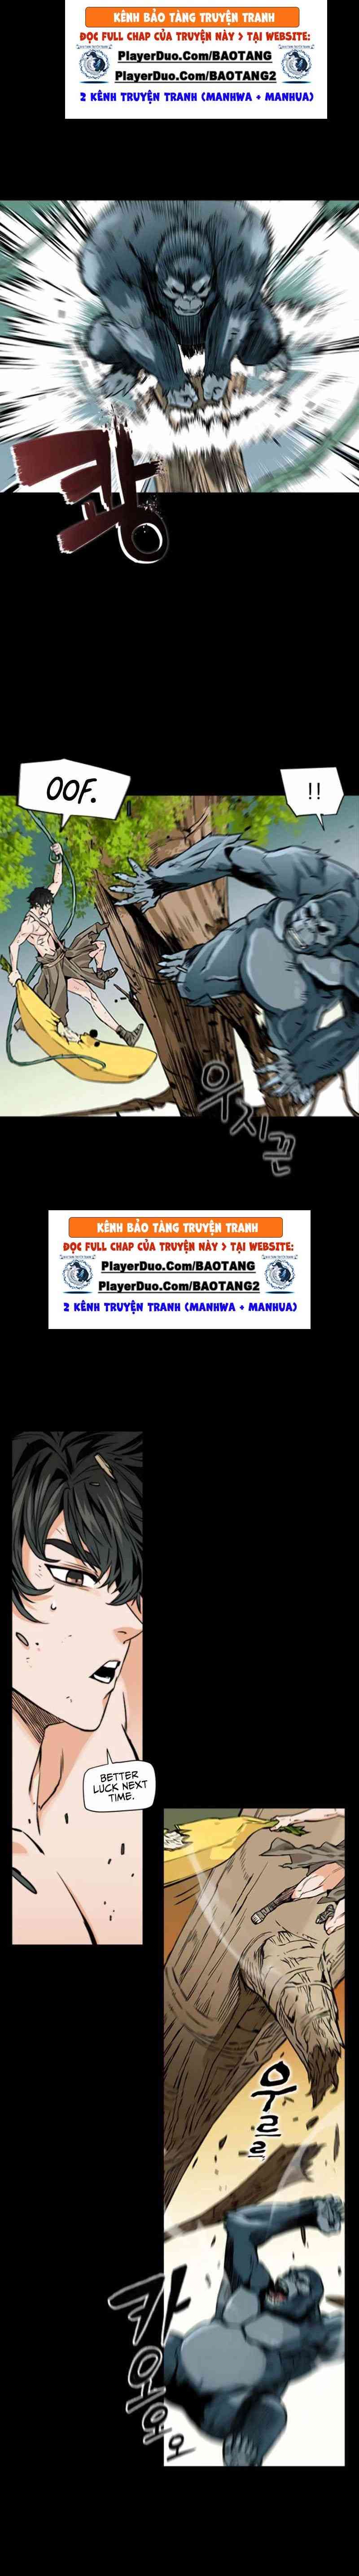 KÊNH BẢO TÀNG TRUYỆN TRANH
ĐỌC FULL CHAP CỦA TRUYỆN NÀY > TẠI WEBSITE:
PlayerDuo.Com/BAOTANG
PlayerDuo.Com/BAOTANG2
2 KÊNH TRUYỆN TRANH (MANHWA + MANHUA)
쾅
OOF.
!!
우지끈
KÊNH BẢO TÀNG TRUYỆN TRANH
ĐỌC FULL CHAP CỦA TRUYỆN NÀY > TẠI WEBSITE:
PlayerDuo.Com/BAOTANG
PlayerDuo.Com/BAOTANG2
2 KÊNH TRUYỆN TRANH (MANHWA + MANHUA)
BETTER
LUCK NEXT
TIME.
우르르
카오오오